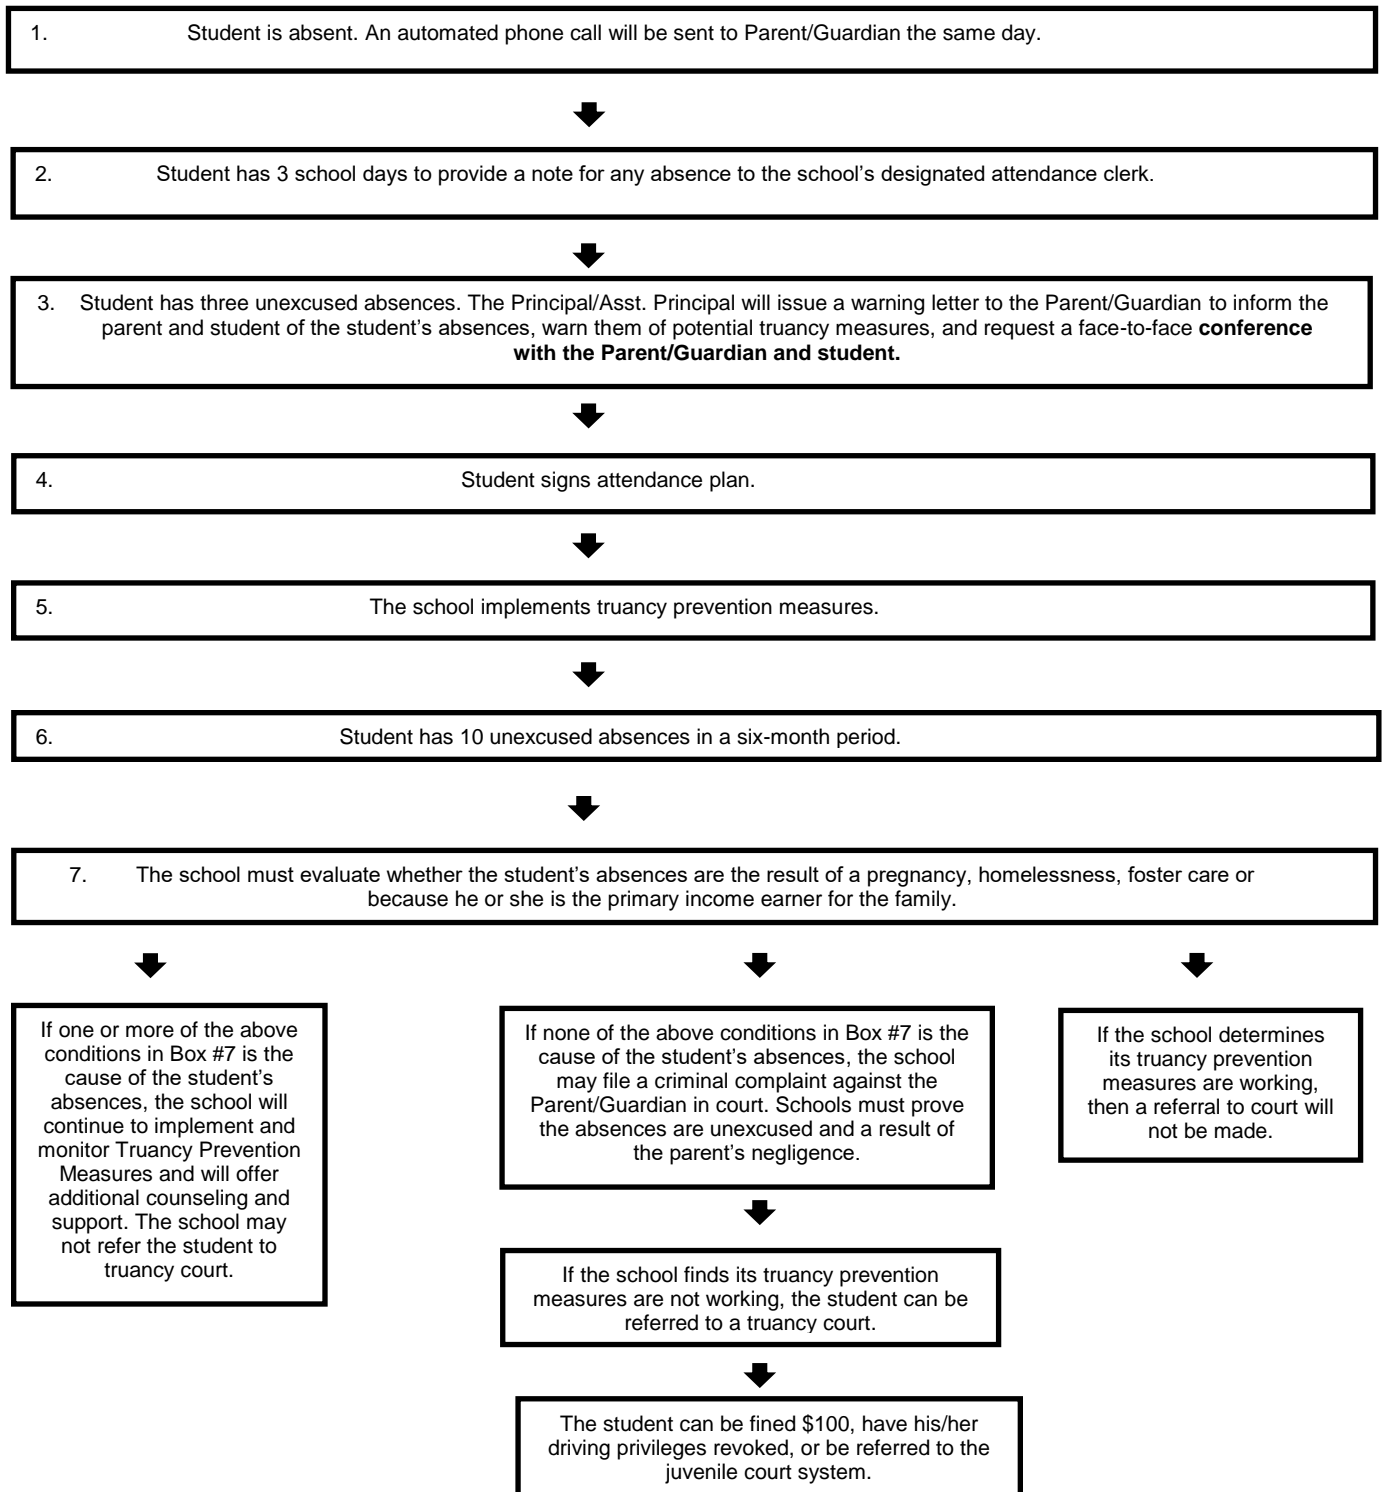 1. Student is absent. An automated phone call will be sent to Parent/Guardian the same day.
2. Student has 3 school days to provide a note for any absence to the school’s designated attendance clerk.
3. Student has three unexcused absences. The Principal/Asst. Principal will issue a warning letter to the Parent/Guardian to inform the
parent and student of the student’s absences, warn them of potential truancy measures, and request a face-to-face conference
with the Parent/Guardian and student.
4. Student signs attendance plan.
5. The school implements truancy prevention measures.
6. Student has 10 unexcused absences in a six-month period.
7. The school must evaluate whether the student’s absences are the result of a pregnancy, homelessness, foster care or
because he or she is the primary income earner for the family.
If one or more of the above
conditions in Box #7 is the
cause of the student’s
absences, the school will
continue to implement and
monitor Truancy Prevention
Measures and will offer
additional counseling and
support. The school may
not refer the student to
truancy court.
If none of the above conditions in Box #7 is the
cause of the student’s absences, the school
may file a criminal complaint against the
Parent/Guardian in court. Schools must prove
the absences are unexcused and a result of
the parent’s negligence.
If the school determines
its truancy prevention
measures are working,
then a referral to court will
not be made.
If the school finds its truancy prevention
measures are not working, the student can be
referred to a truancy court.
The student can be fined $100, have his/her
driving privileges revoked, or be referred to the
juvenile court system.